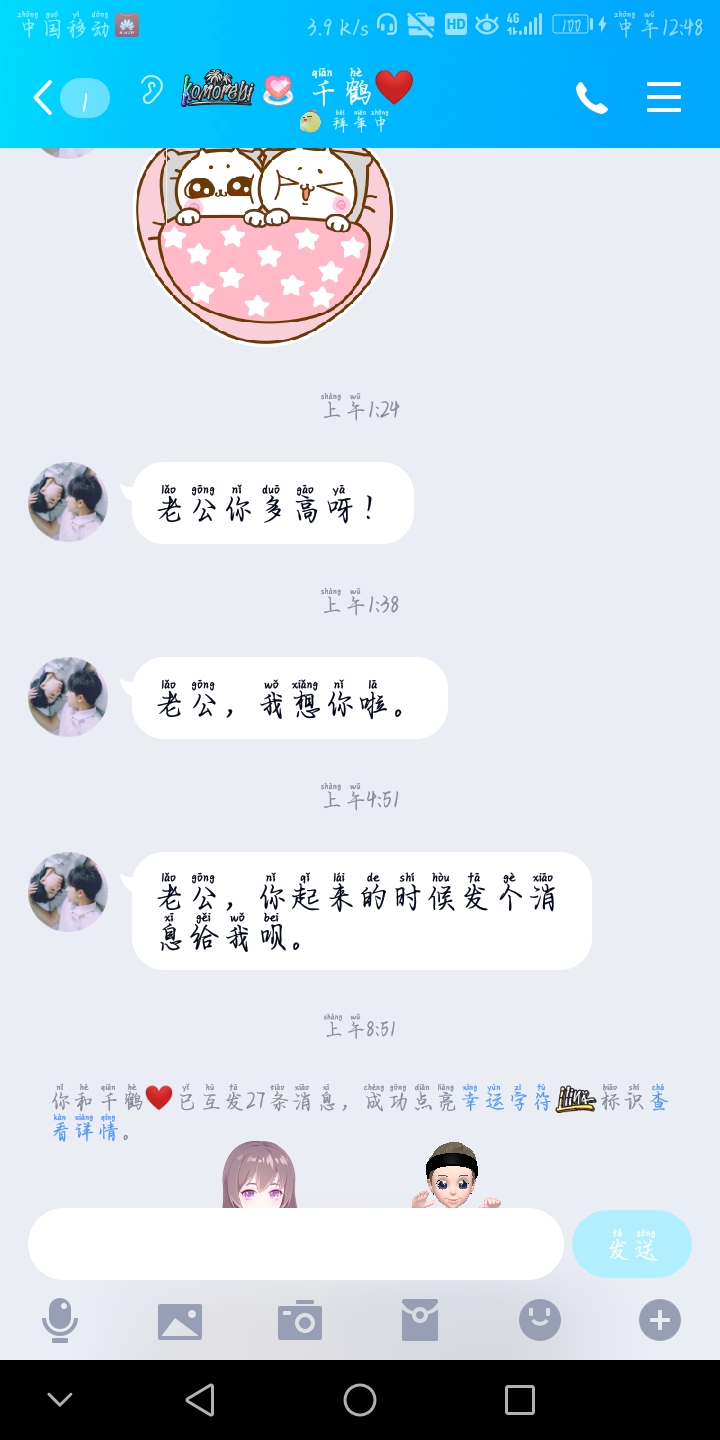 中国移动 HUAWEI 3.9 K/s HD 4G 100 中午12:48
1 komorebi 千鹤❤️
拜年中
上午1:24
老公你多高呀！
上午1:38
老公，我想你啦。
上午4:51
老公，你起来的时候发个消
息给我呗。
上午8:51
你和千鹤❤️已互发27条消息，成功点亮幸运字符标识查
看详情。
发送